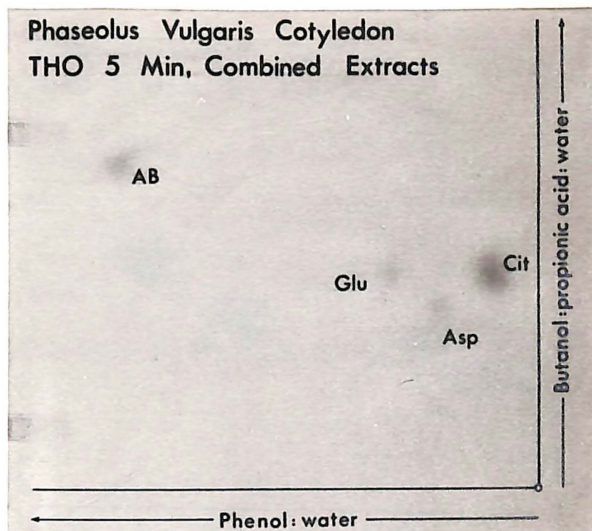 Phaseolus Vulgaris Cotyledon
THO 5 Min, Combined Extracts
AB
Glu
Cit
Asp
Butanol:propionic acid:water
Phenol:water